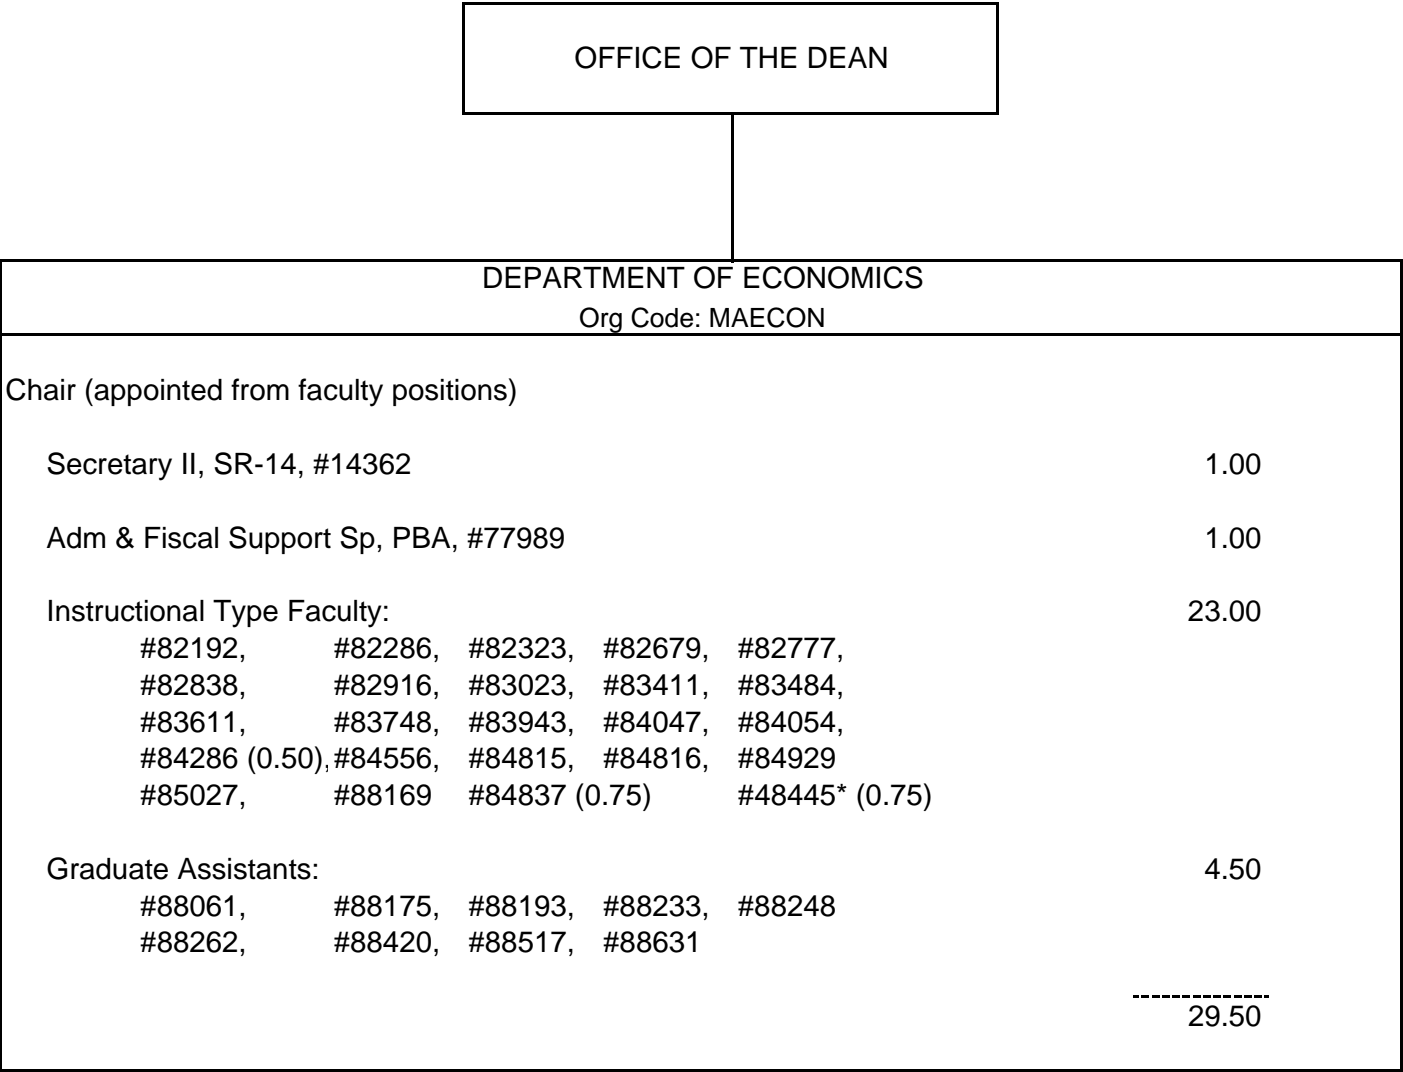 OFFICE OF THE DEAN
DEPARTMENT OF ECONOMICS
Org Code: MAECON
Chair (appointed from faculty positions)
Secretary II, SR-14, #14362 1.00
Adm & Fiscal Support Sp, PBA, #77989 1.00
Instructional Type Faculty: 23.00
#82192, #82286, #82323, #82679, #82777,
#82838, #82916, #83023, #83411, #83484,
#83611, #83748, #83943, #84047, #84054,
#84286 (0.50), #84556, #84815, #84816, #84929
#85027, #88169 #84837 (0.75) #48445* (0.75)
Graduate Assistants: 4.50
#88061, #88175, #88193, #88233, #88248
#88262, #88420, #88517, #88631
29.50